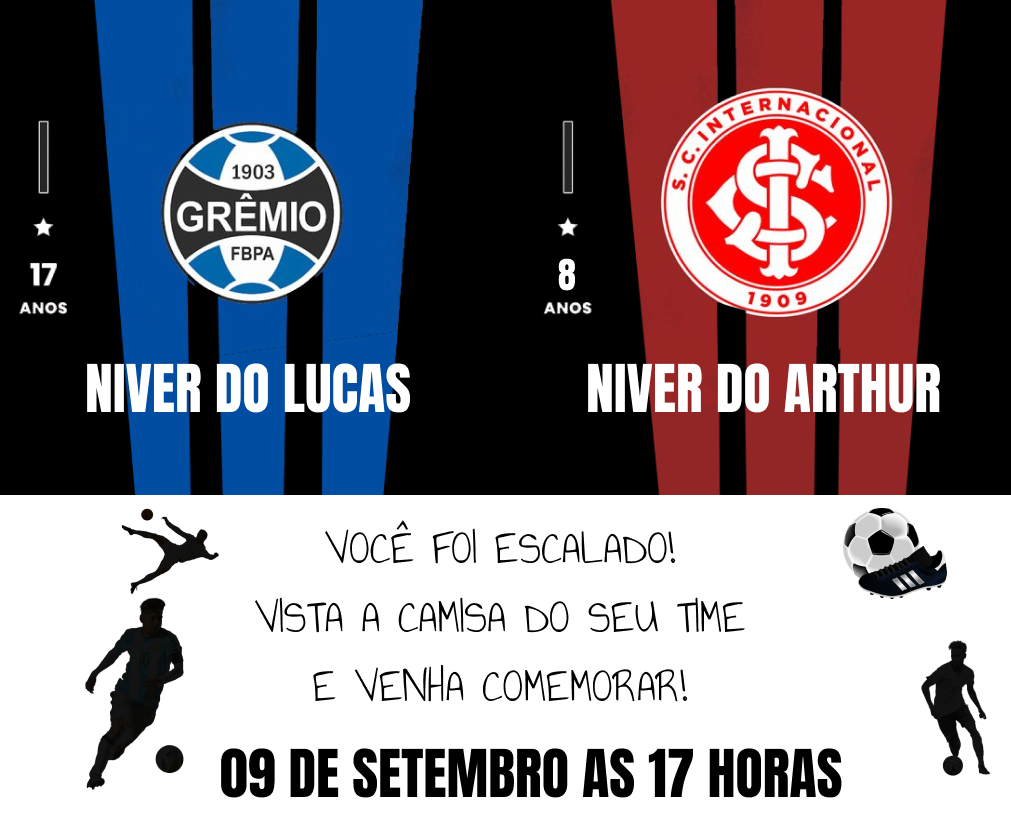 1903
GRÊMIO
FBPA
17
ANOS
NIVER DO LUCAS
S. C. INTERNACIONAL
1909
8
ANOS
NIVER DO ARTHUR
VOCÊ FOI ESCALADO!
VISTA A CAMISA DO SEU TIME
E VENHA COMEMORAR!
09 DE SETEMBRO AS 17 HORAS